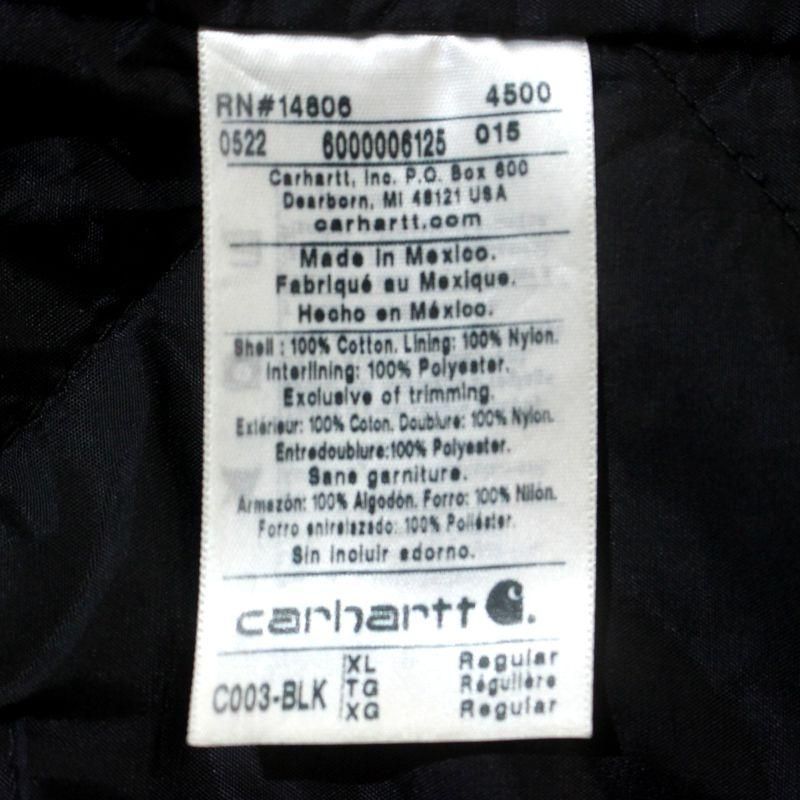 RN#14806 4500
0522 6000006125 015
Carhartt, Inc. P.O. Box 600
Dearborn, MI 48121 USA
carhartt.com
Made in Mexico.
Fabriqué au Mexique.
Hecho en México.
Shell : 100% Cotton. Lining: 100% Nylon.
Interlining: 100% Polyester.
Exclusive of trimming.
Extérieur: 100% Coton. Doublure: 100% Nylon.
Entredoublure:100% Polyester.
Sans garniture.
Armazón: 100% Algodón. Forro: 100% Nilón.
Forro entrelazado: 100% Poliéster.
Sin incluir adorno.
carhartt
C003-BLK XL Regular
TG Régulière
XG Regular